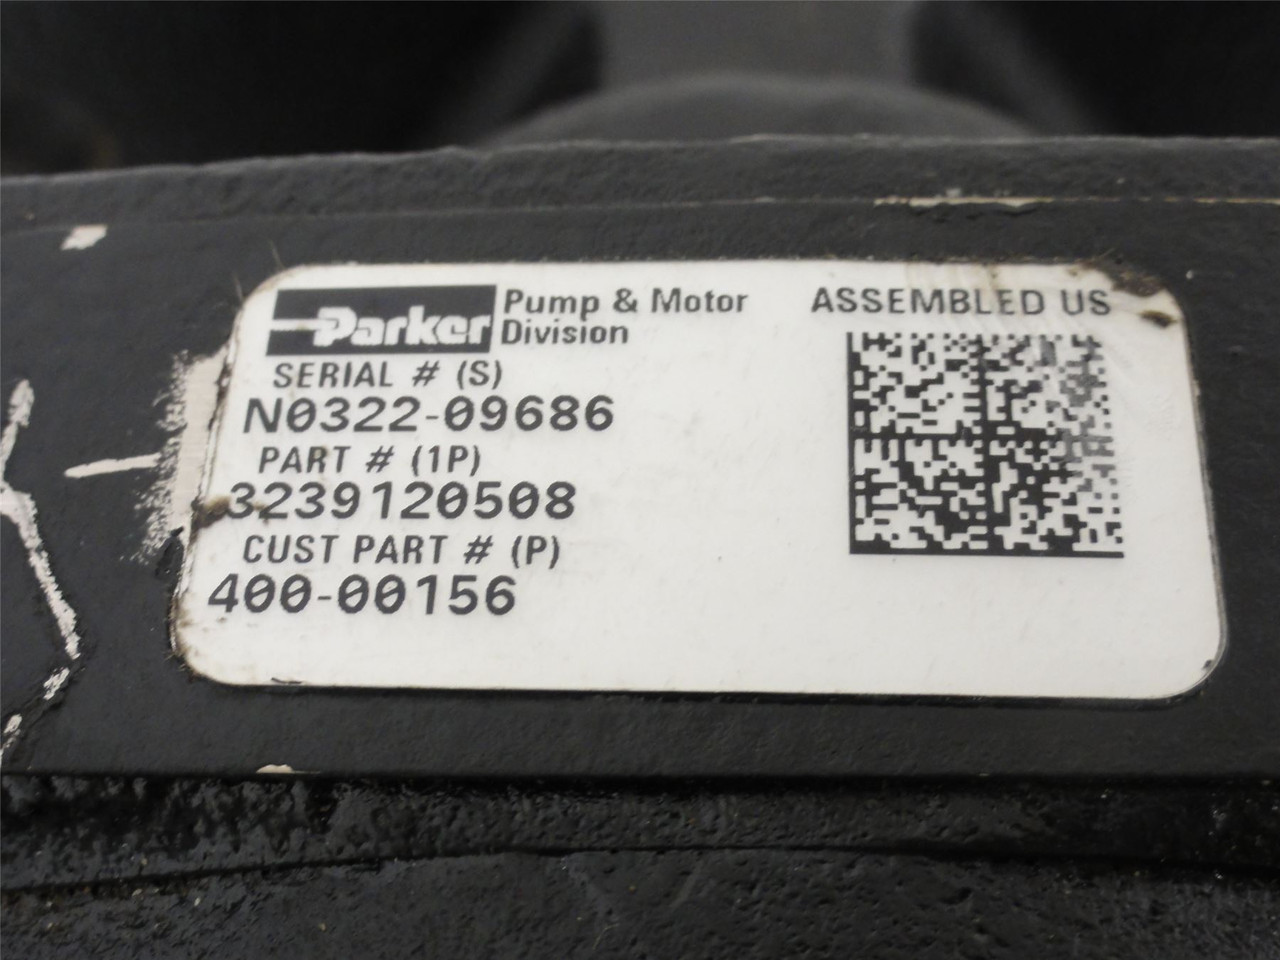 Parker Pump & Motor Division
ASSEMBLED US
SERIAL # (S)
N0322-09686
PART # (1P)
3239120508
CUST PART # (P)
400-00156